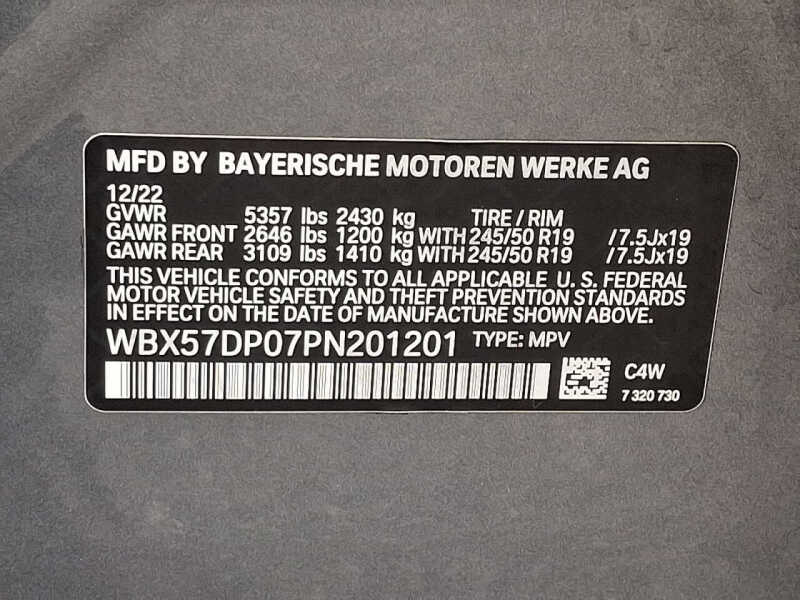 MFD BY BAYERISCHE MOTOREN WERKE AG
12/22
GVWR 5357 lbs 2430 kg TIRE / RIM
GAWR FRONT 2646 lbs 1200 kg WITH 245/50 R19 /7.5Jx19
GAWR REAR 3109 lbs 1410 kg WITH 245/50 R19 /7.5Jx19
THIS VEHICLE CONFORMS TO ALL APPLICABLE U. S. FEDERAL
MOTOR VEHICLE SAFETY AND THEFT PREVENTION STANDARDS
IN EFFECT ON THE DATE OF MANUFACTURE SHOWN ABOVE.
WBX57DP07PN201201 TYPE: MPV
C4W
7 320 730